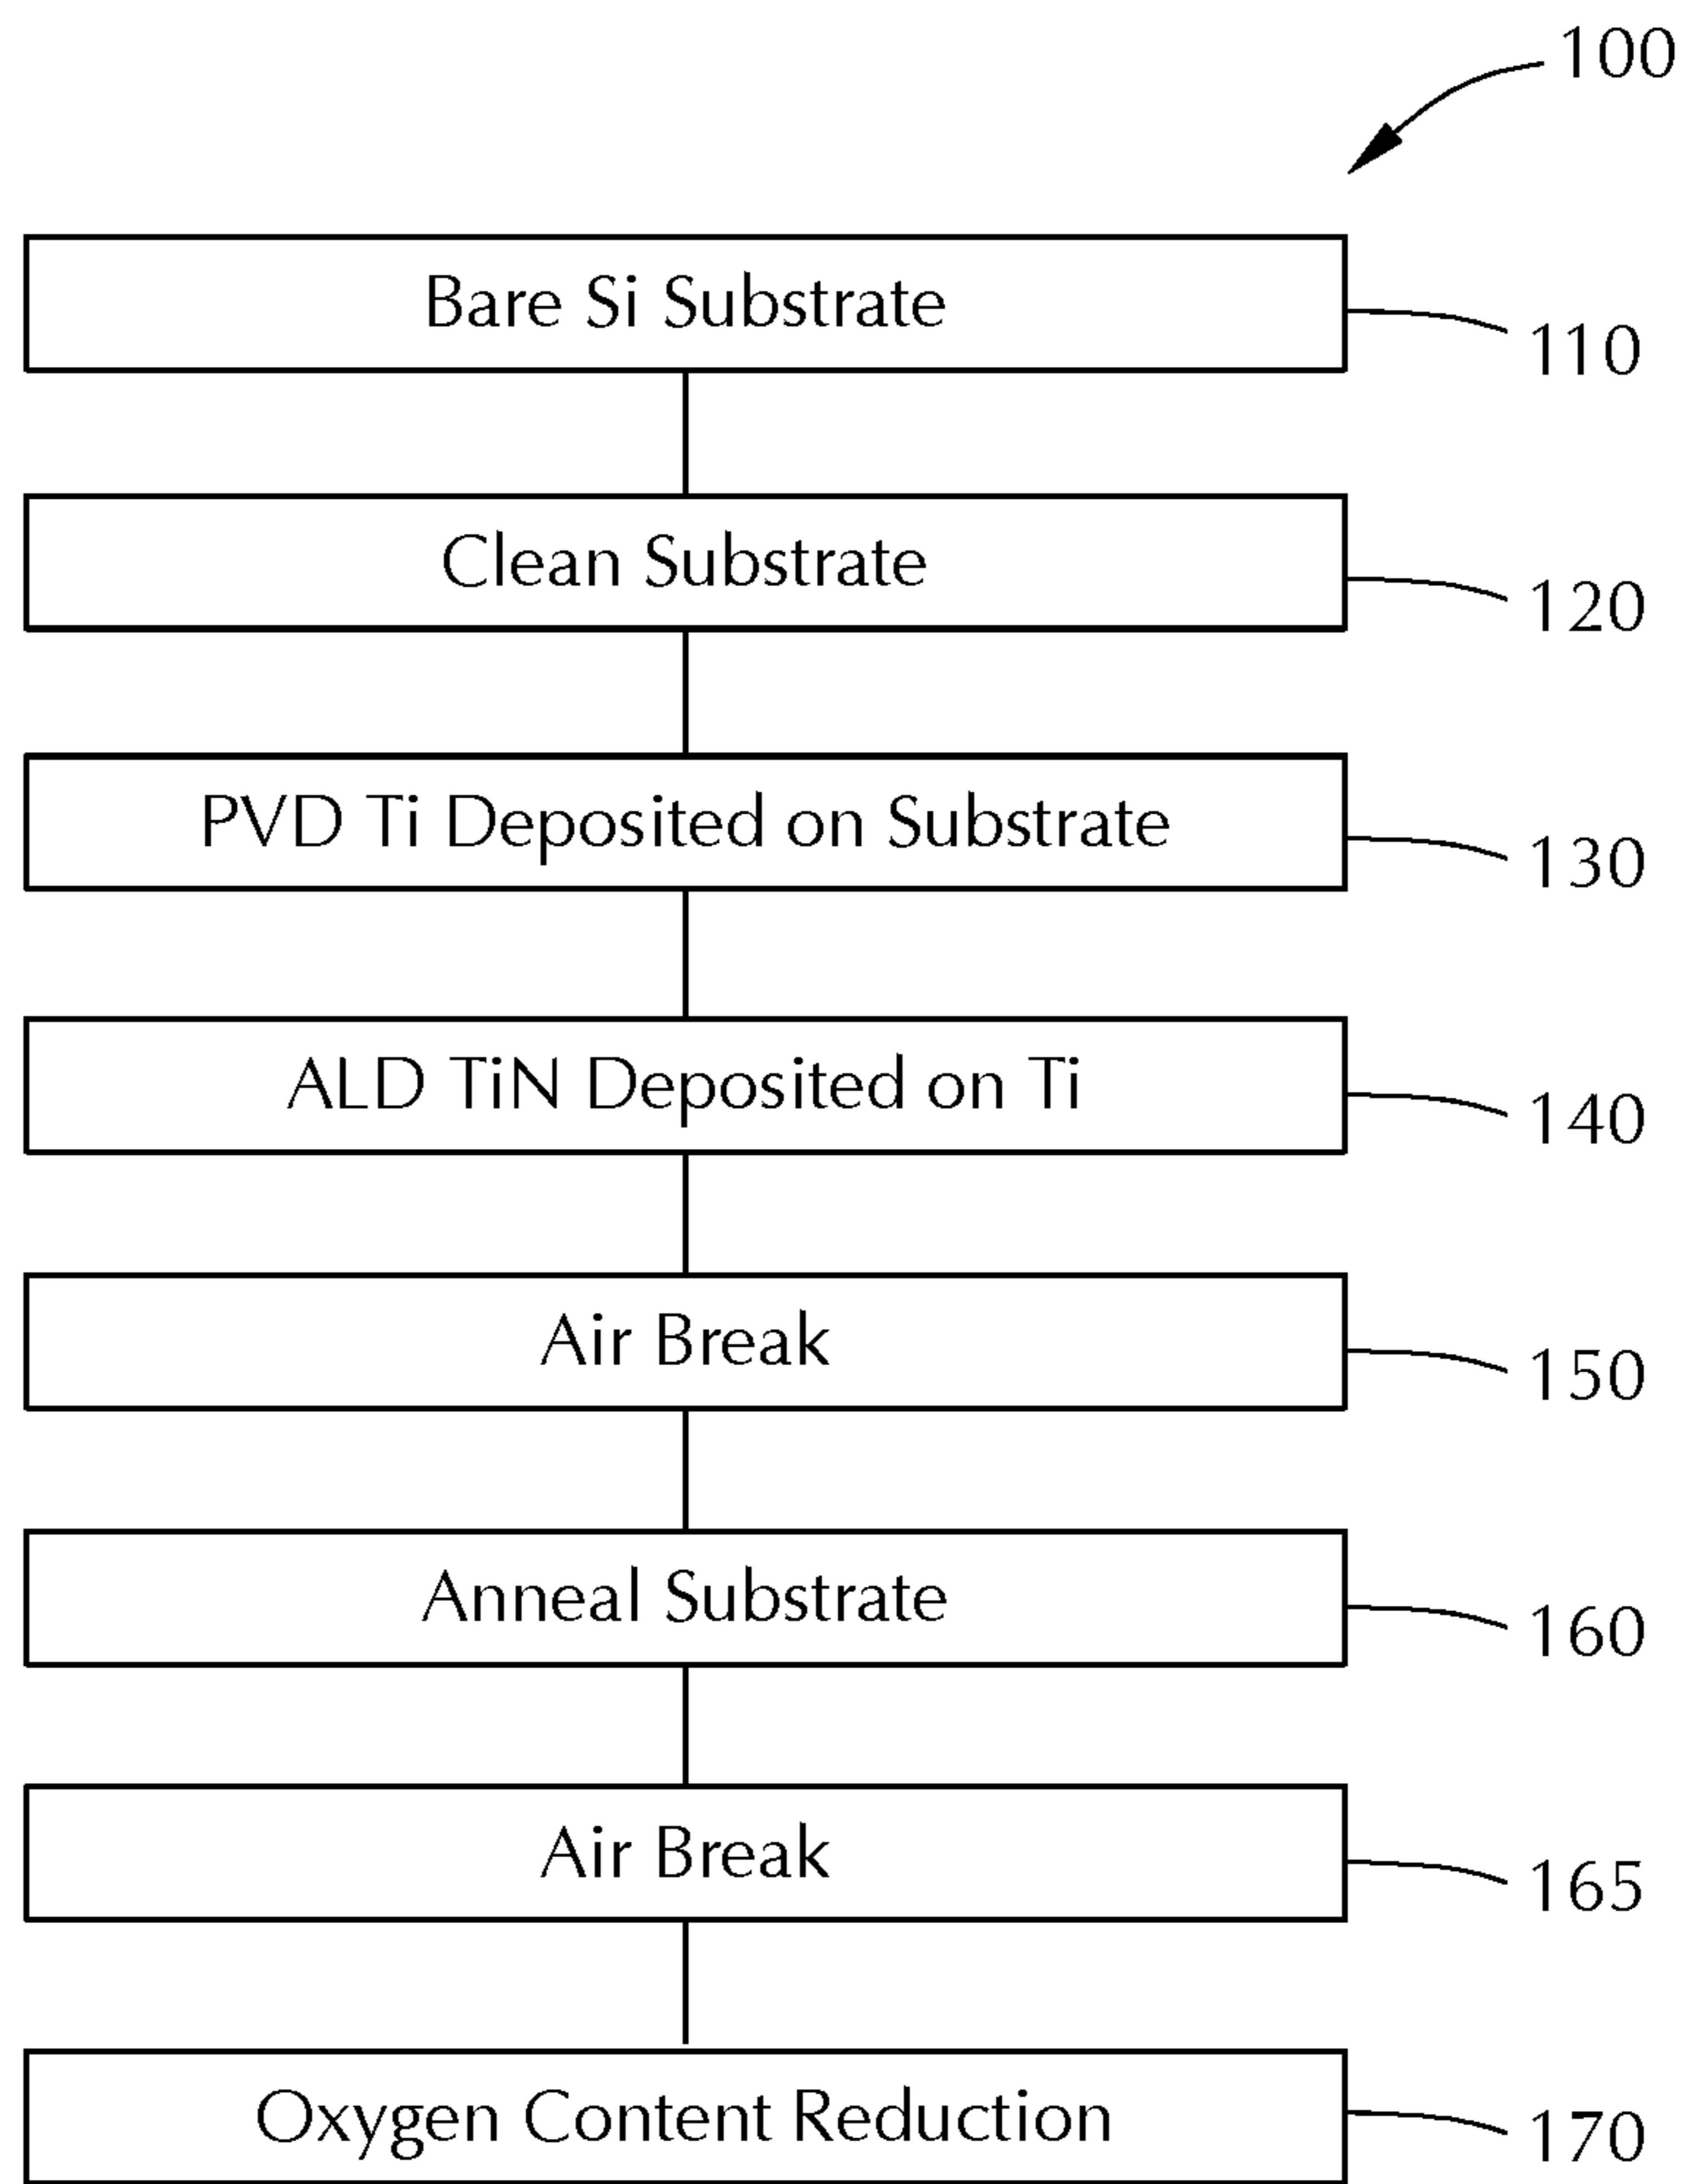 100
Bare Si Substrate
110
Clean Substrate
120
PVD Ti Deposited on Substrate
130
ALD TiN Deposited on Ti
140
Air Break
150
Anneal Substrate
160
Air Break
165
Oxygen Content Reduction
170